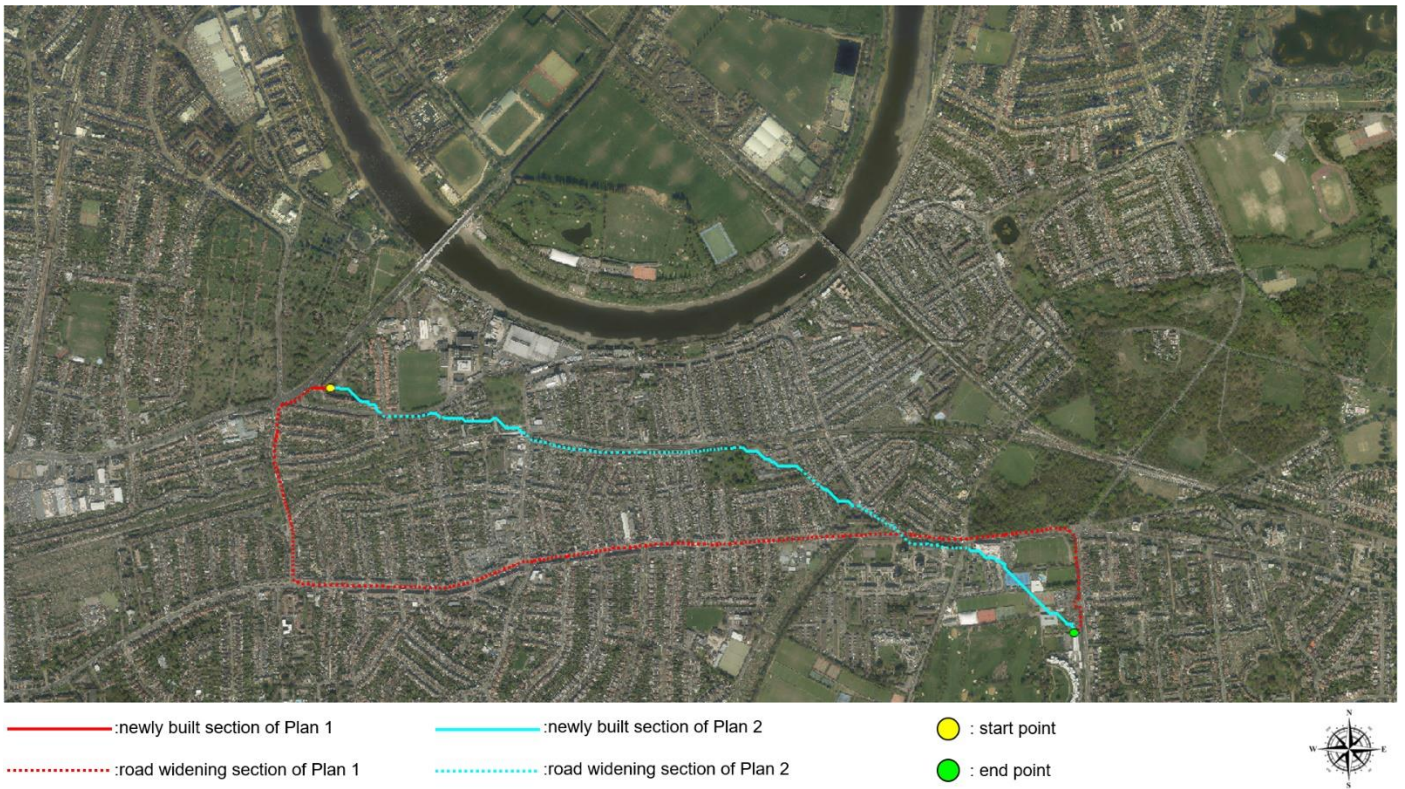 :newly built section of Plan 1
:newly built section of Plan 2
: start point
:road widening section of Plan 1
:road widening section of Plan 2
: end point
N
W
E
S